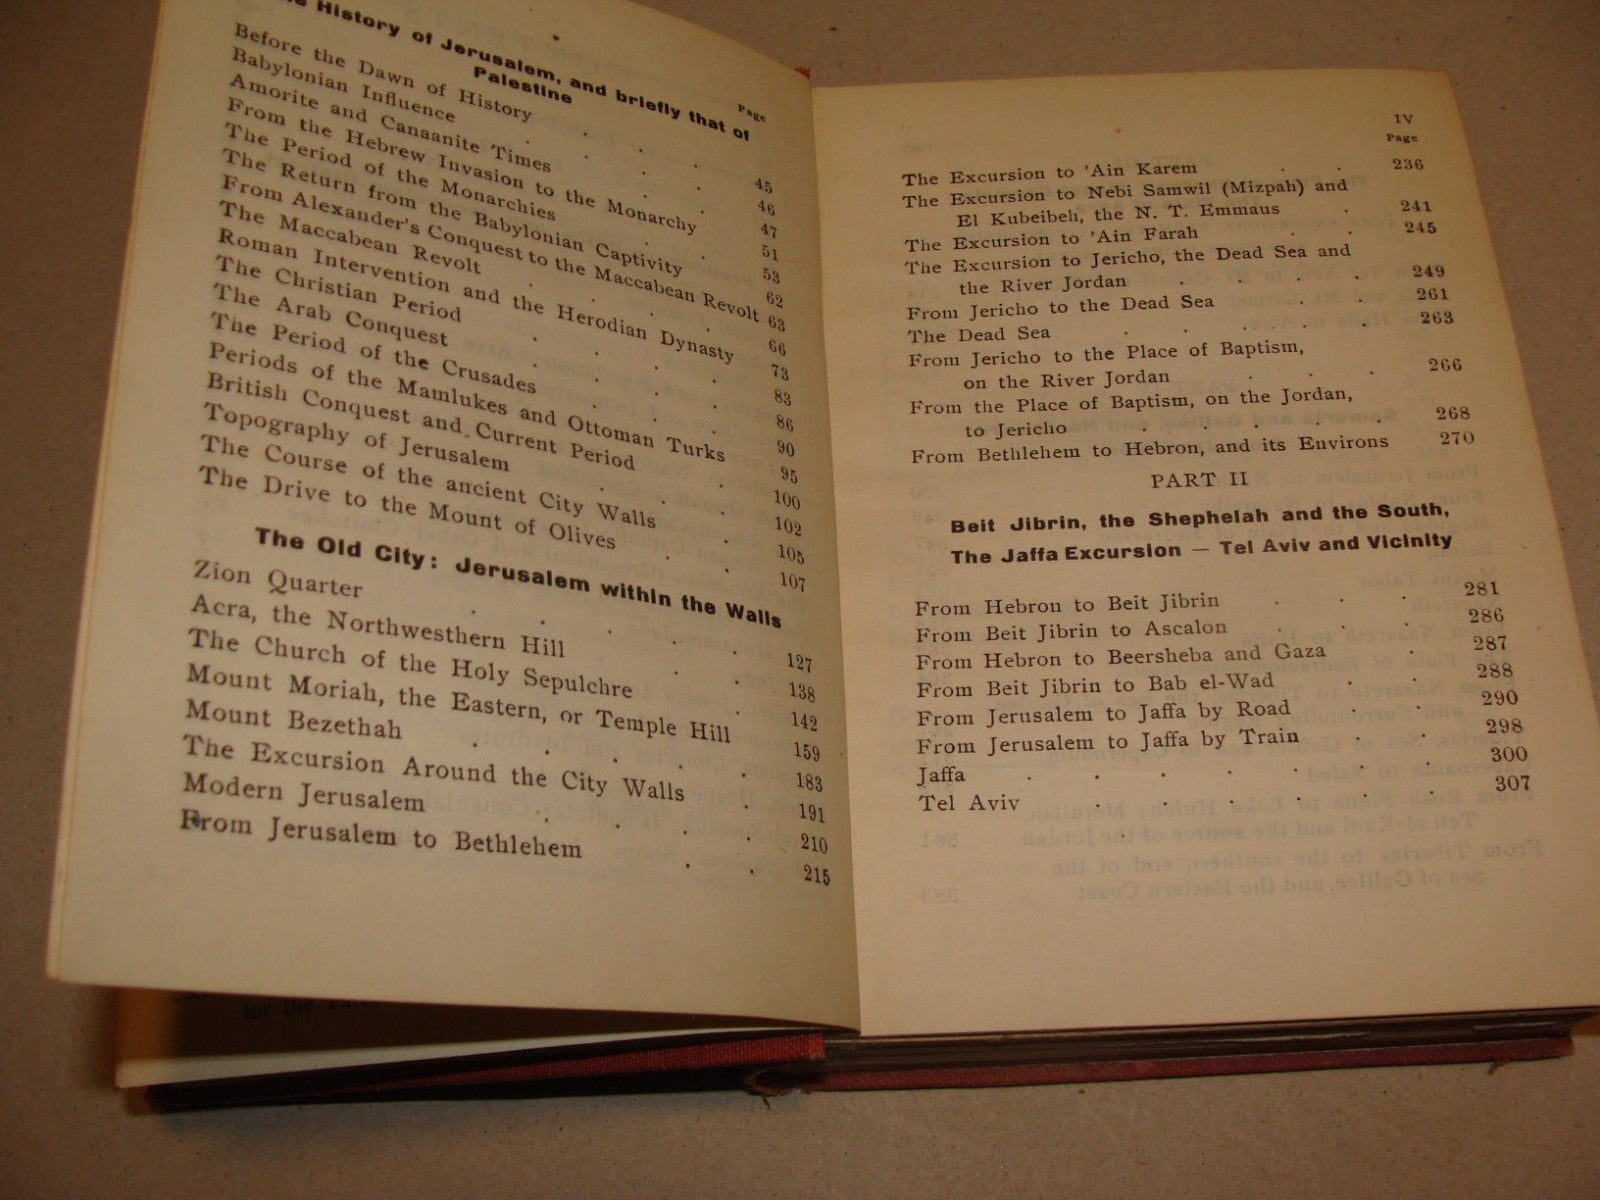 History of Jerusalem, and briefly that of
Palestine
Page
Before the Dawn of History . . . 45
Babylonian Influence . . . 46
Amorite and Canaanite Times . . 47
From the Hebrew Invasion to the Monarchy 51
The Period of the Monarchies . . 53
The Return from the Babylonian Captivity 62
From Alexander's Conquest to the Maccabean Revolt 63
The Maccabean Revolt . . . . 66
Roman Intervention and the Herodian Dynasty 73
The Christian Period . . . . 83
The Arab Conquest . . . 86
The Period of the Crusades . . 90
Periods of the Mamlukes and Ottoman Turks 95
British Conquest and Current Period . 100
Topography of Jerusalem . . . 102
The Course of the ancient City Walls . 105
The Drive to the Mount of Olives . . 107
The Old City: Jerusalem within the Walls
Zion Quarter . . . . . 127
Acra, the Northwesthern Hill . . 138
The Church of the Holy Sepulchre . 142
Mount Moriah, the Eastern, or Temple Hill 159
Mount Bezethah . . . . . 183
The Excursion Around the City Walls . 191
Modern Jerusalem . . . . 210
From Jerusalem to Bethlehem . . 215
IV
Page
The Excursion to 'Ain Karem . . 236
The Excursion to Nebi Samwil (Mizpah) and
El Kubeibeh, the N. T. Emmaus . 241
The Excursion to 'Ain Farah . . 245
The Excursion to Jericho, the Dead Sea and
the River Jordan . . . . 249
From Jericho to the Dead Sea . . 261
The Dead Sea . . . . . 263
From Jericho to the Place of Baptism,
on the River Jordan . . . 266
From the Place of Baptism, on the Jordan,
to Jericho . . . . . 268
From Bethlehem to Hebron, and its Environs 270
PART II
Beit Jibrin, the Shephelah and the South,
The Jaffa Excursion — Tel Aviv and Vicinity
From Hebron to Beit Jibrin . . . 281
From Beit Jibrin to Ascalon . . . 286
From Hebron to Beersheba and Gaza . 287
From Beit Jibrin to Bab el-Wad . . 288
From Jerusalem to Jaffa by Road . . 290
From Jerusalem to Jaffa by Train . . 298
Jaffa . . . . . . . 300
Tel Aviv . . . . . . 307